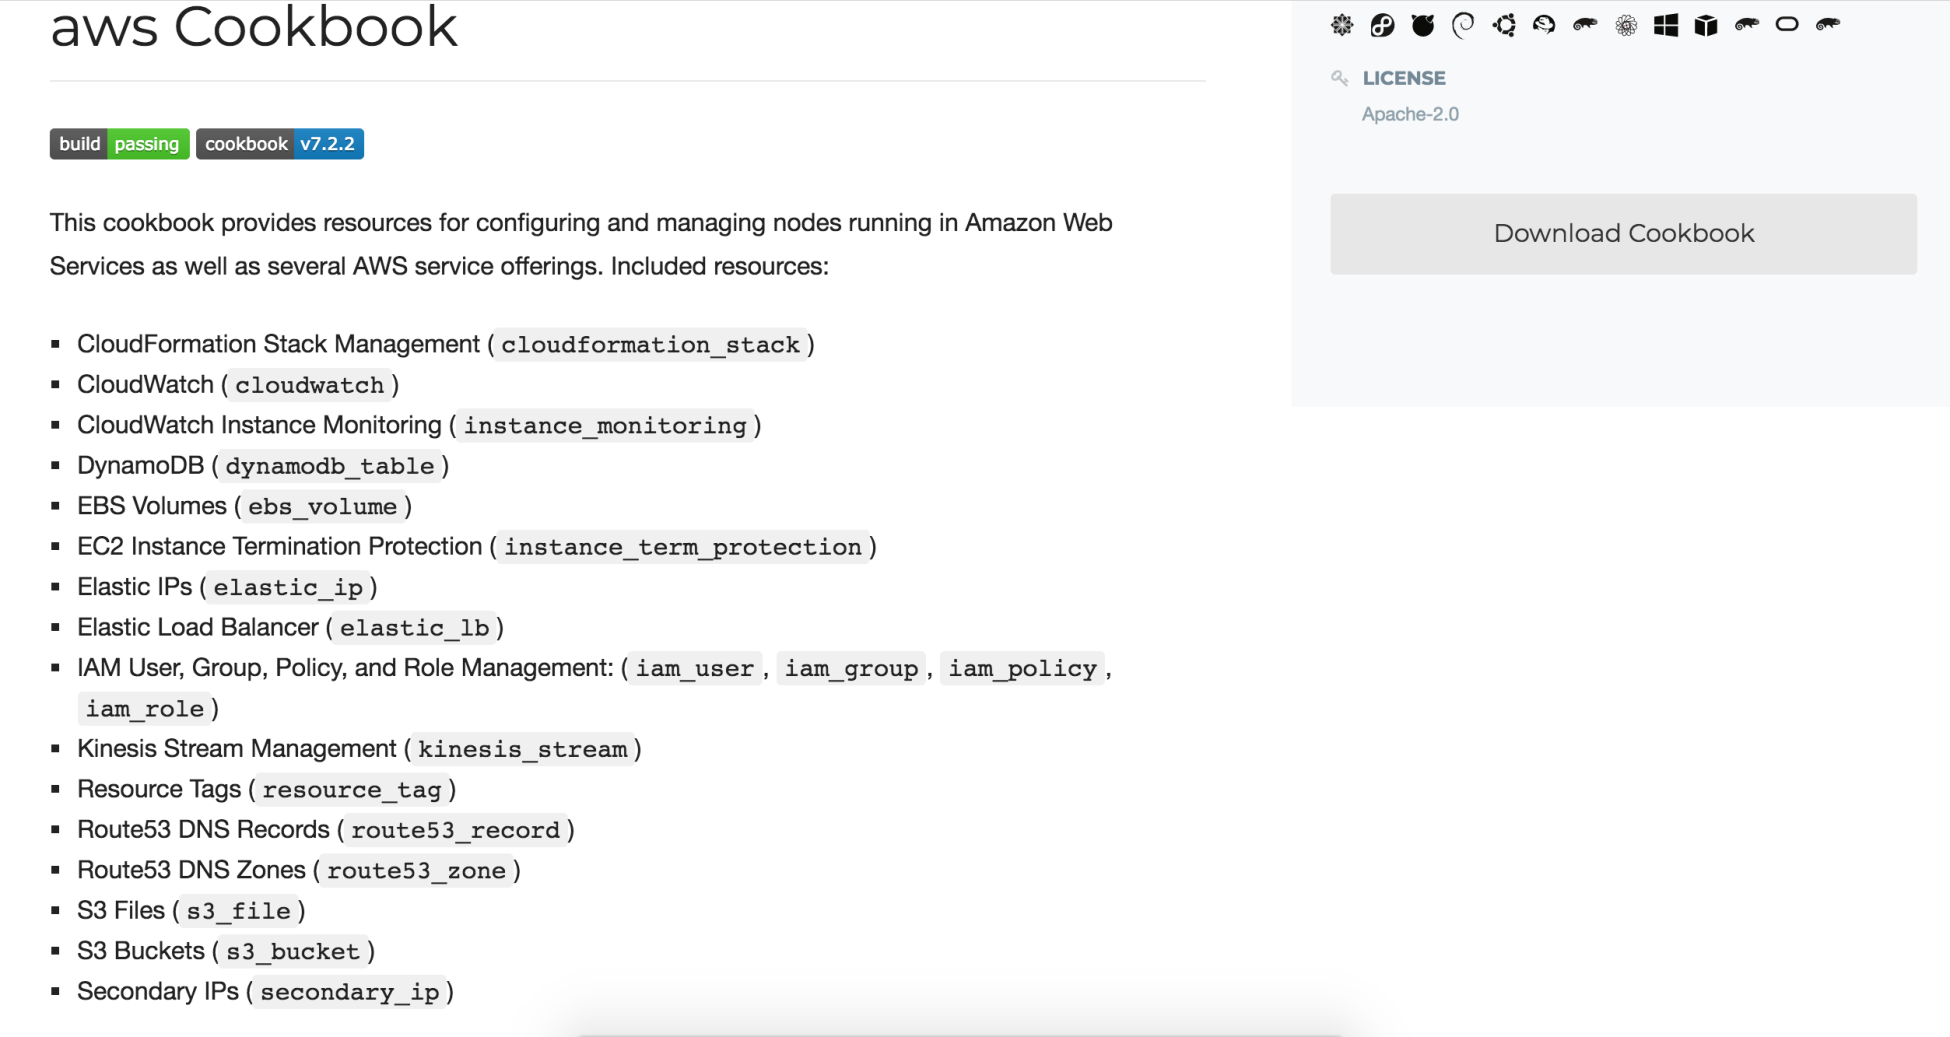 aws Cookbook
build passing cookbook v7.2.2
This cookbook provides resources for configuring and managing nodes running in Amazon Web
Services as well as several AWS service offerings. Included resources:
CloudFormation Stack Management ( cloudformation_stack )
CloudWatch ( cloudwatch )
CloudWatch Instance Monitoring ( instance_monitoring )
DynamoDB ( dynamodb_table )
EBS Volumes ( ebs_volume )
EC2 Instance Termination Protection ( instance_term_protection )
Elastic IPs ( elastic_ip )
Elastic Load Balancer ( elastic_lb )
IAM User, Group, Policy, and Role Management: ( iam_user , iam_group , iam_policy ,
iam_role )
Kinesis Stream Management ( kinesis_stream )
Resource Tags ( resource_tag )
Route53 DNS Records ( route53_record )
Route53 DNS Zones ( route53_zone )
S3 Files ( s3_file )
S3 Buckets ( s3_bucket )
Secondary IPs ( secondary_ip )
LICENSE
Apache-2.0
Download Cookbook